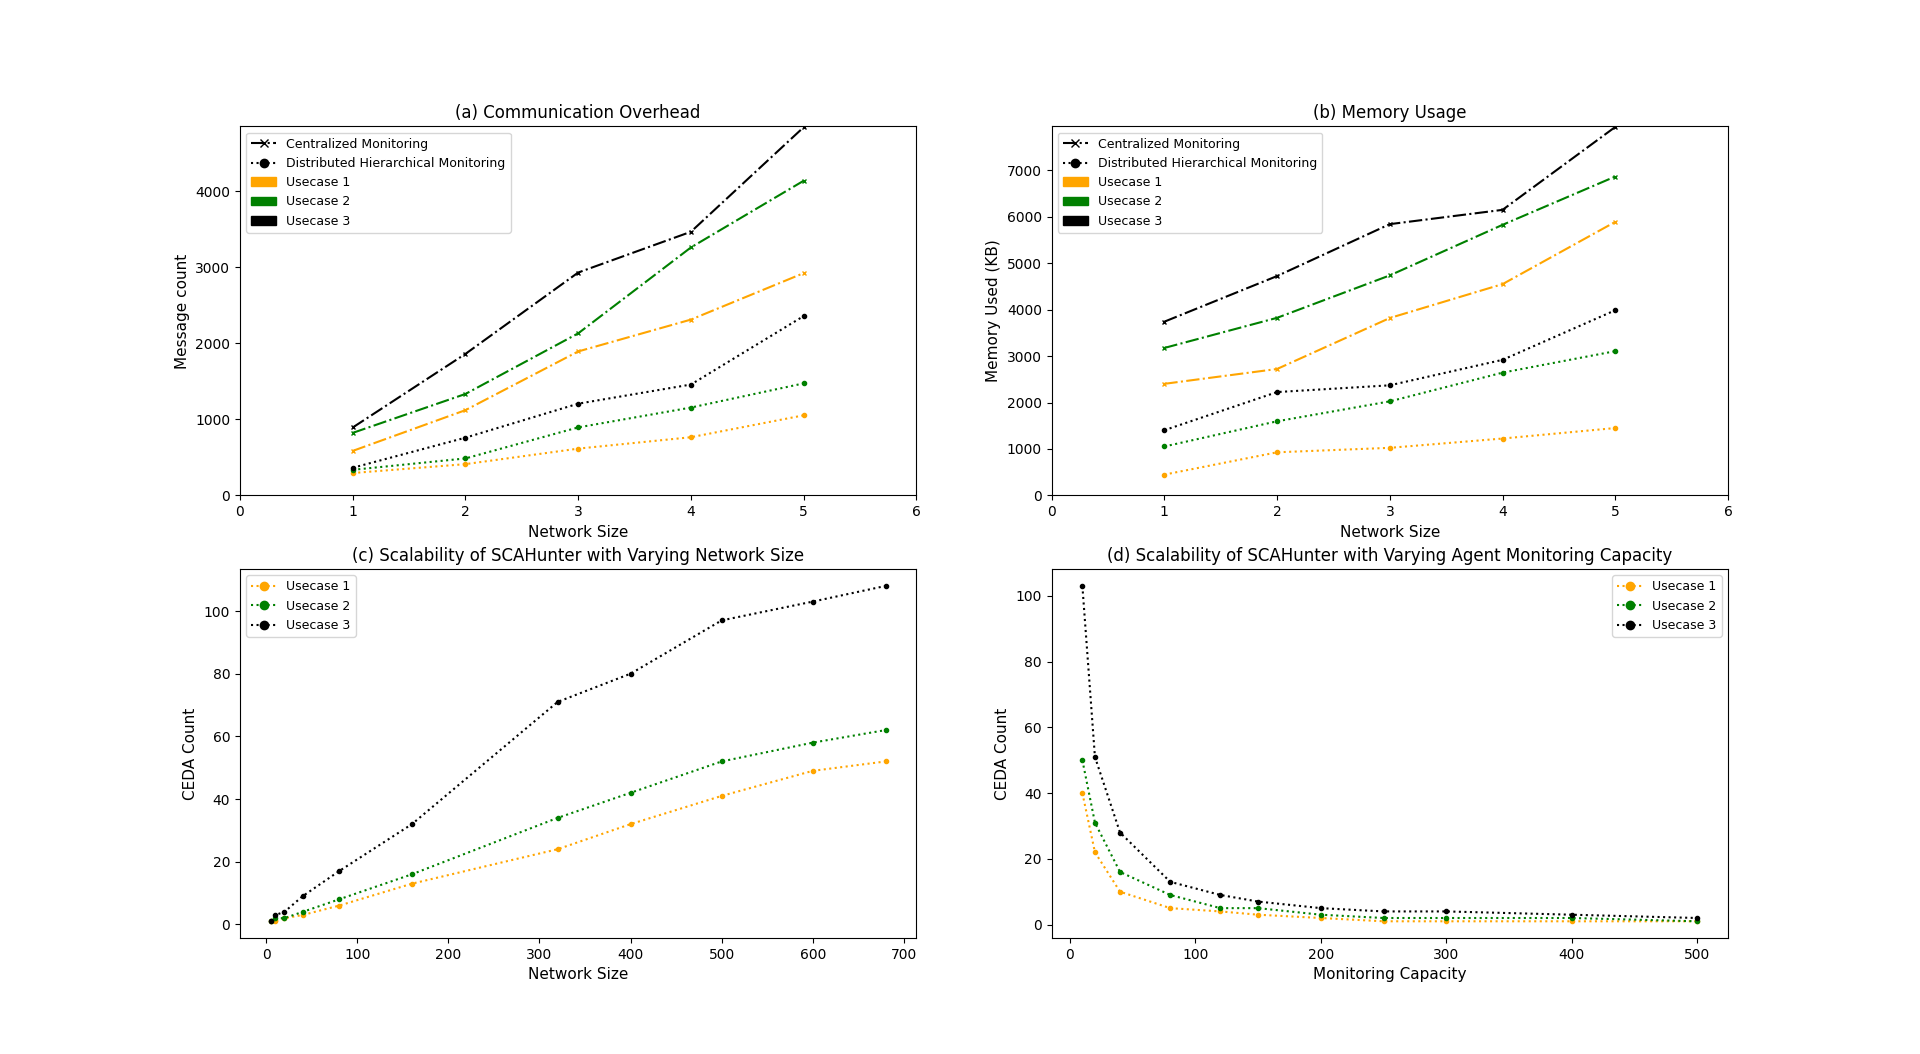 (a) Communication Overhead
Centralized Monitoring
Distributed Hierarchical Monitoring
Usecase 1
Usecase 2
Usecase 3
Message count
4000
3000
2000
1000
0
0 1 2 3 4 5 6
Network Size
(b) Memory Usage
Centralized Monitoring
Distributed Hierarchical Monitoring
Usecase 1
Usecase 2
Usecase 3
Memory Used (KB)
7000
6000
5000
4000
3000
2000
1000
0
0 1 2 3 4 5 6
Network Size
(c) Scalability of SCAHunter with Varying Network Size
Usecase 1
Usecase 2
Usecase 3
CEDA Count
100
80
60
40
20
0
0 100 200 300 400 500 600 700
Network Size
(d) Scalability of SCAHunter with Varying Agent Monitoring Capacity
Usecase 1
Usecase 2
Usecase 3
CEDA Count
100
80
60
40
20
0
0 100 200 300 400 500
Monitoring Capacity